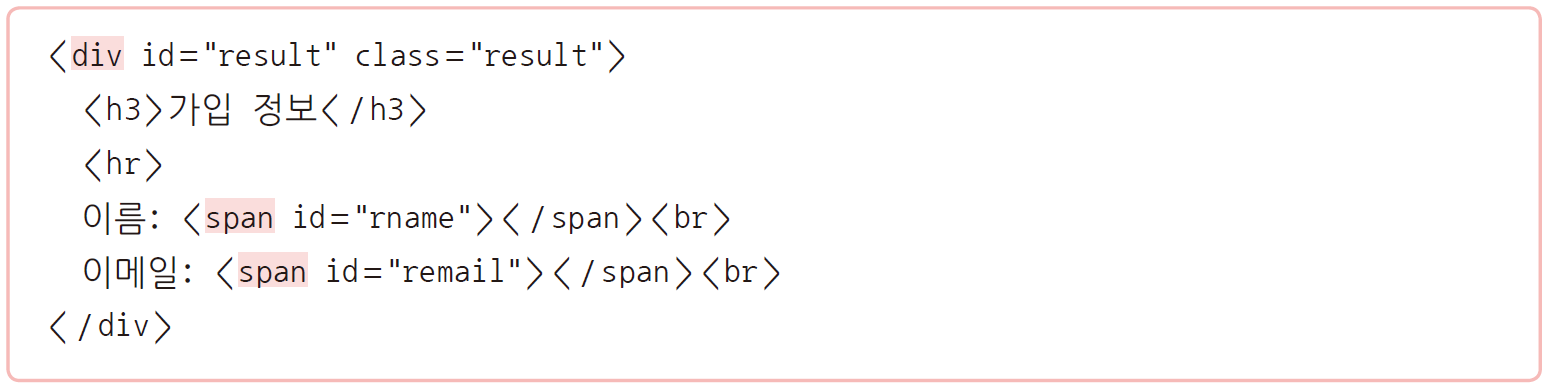 <div id="result" class="result">
<h3>가입 정보</h3>
<hr>
이름: <span id="rname"></span><br>
이메일: <span id="remail"></span><br>
</div>